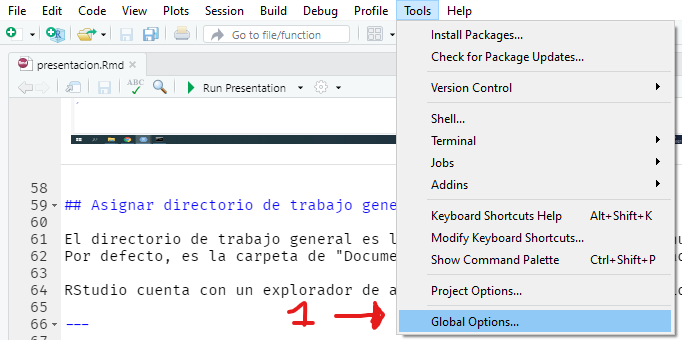 File Edit Code View Plots Session Build Debug Profile Tools Help
Go to file/function
presentacion.Rmd
ABC
Run Presentation
58
59 ## Asignar directorio de trabajo gene
60
61 El directorio de trabajo general es l
62 Por defecto, es la carpeta de "Docume
63
64 RStudio cuenta con un explorador de a
65
66 ---
Install Packages...
Check for Package Updates...
Version Control
Shell...
Terminal
Jobs
Addins
Keyboard Shortcuts Help Alt+Shift+K
Modify Keyboard Shortcuts...
Show Command Palette Ctrl+Shift+P
Project Options...
Global Options...
1